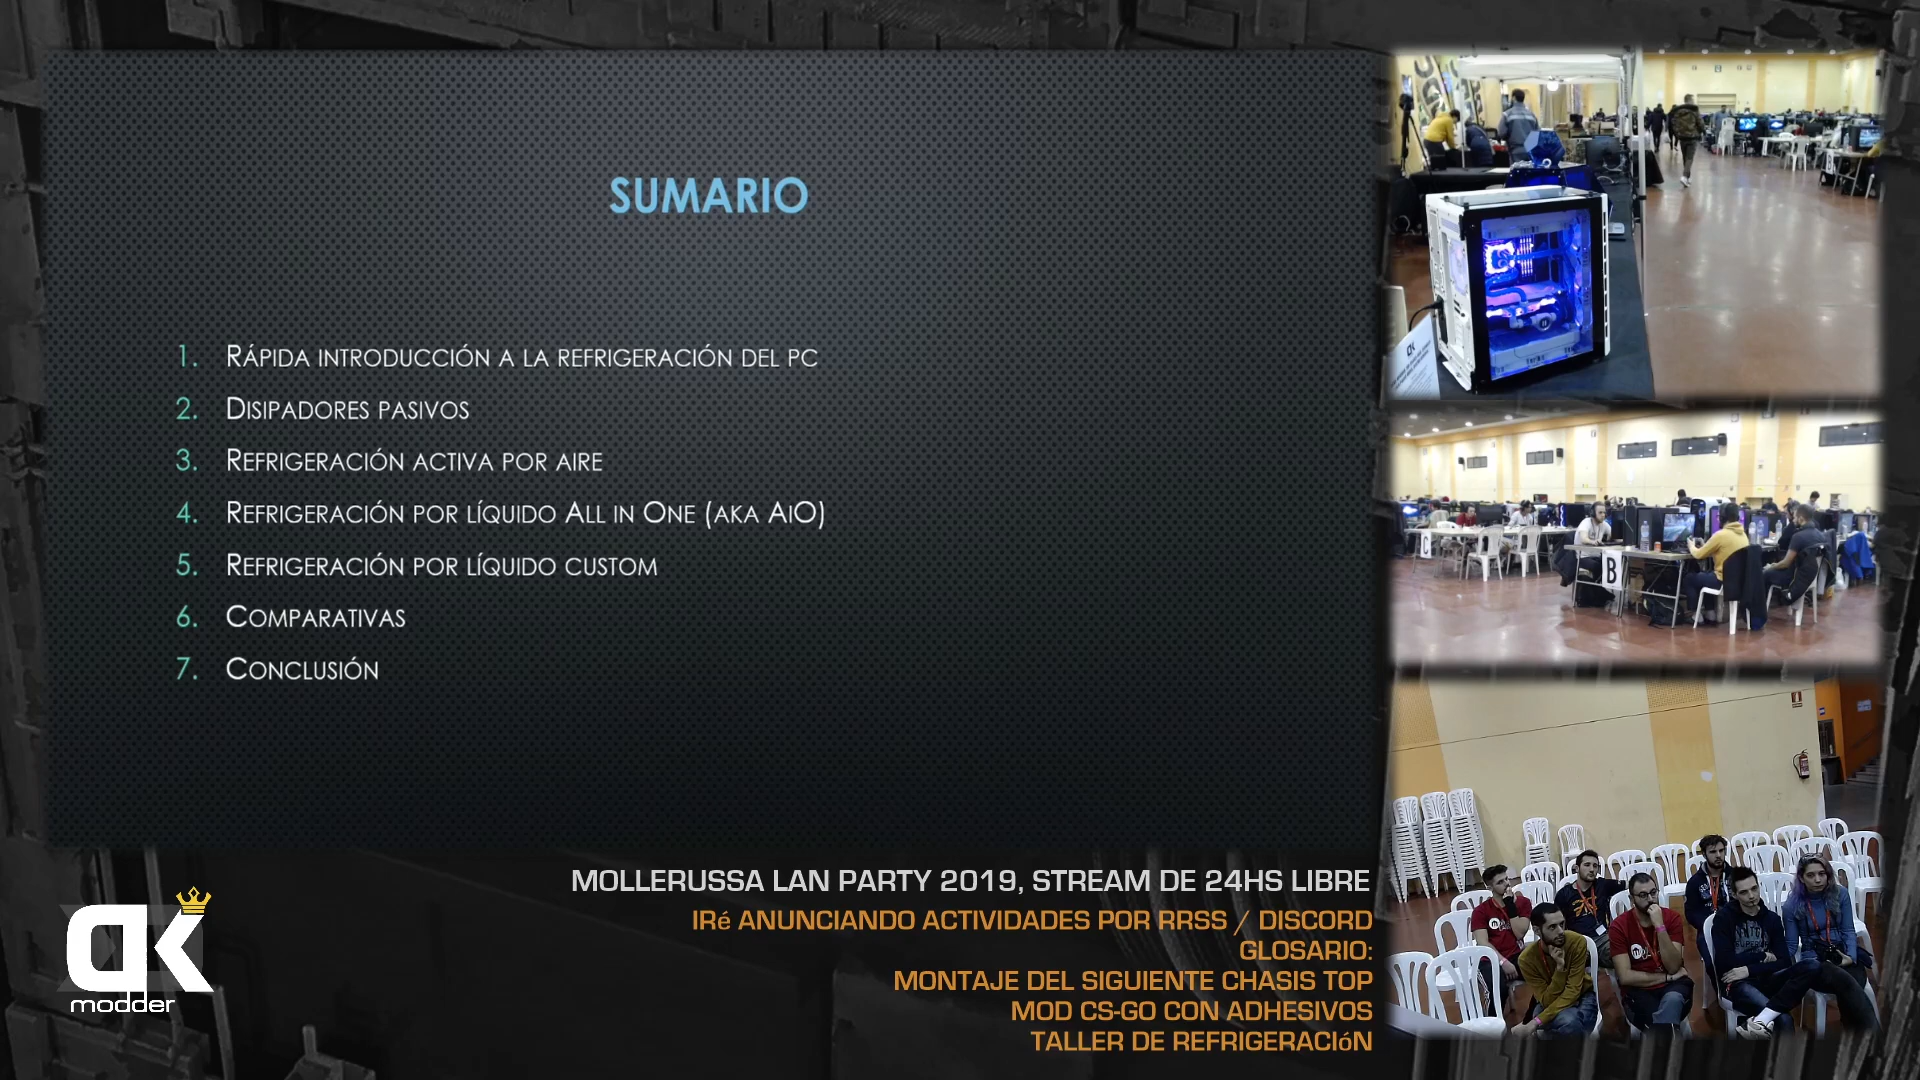 SUMARIO
1. RÁPIDA INTRODUCCIÓN A LA REFRIGERACIÓN DEL PC
2. DISIPADORES PASIVOS
3. REFRIGERACIÓN ACTIVA POR AIRE
4. REFRIGERACIÓN POR LÍQUIDO ALL IN ONE (AKA AIO)
5. REFRIGERACIÓN POR LÍQUIDO CUSTOM
6. COMPARATIVAS
7. CONCLUSIÓN
C
B
MOLLERUSSA LAN PARTY 2019, STREAM DE 24HS LIBRE
IRé ANUNCIANDO ACTIVIDADES POR RRSS / DISCORD
GLOSARIO:
MONTAJE DEL SIGUIENTE CHASIS TOP
MOD CS-GO CON ADHESIVOS
TALLER DE REFRIGERACIóN
DK
modder